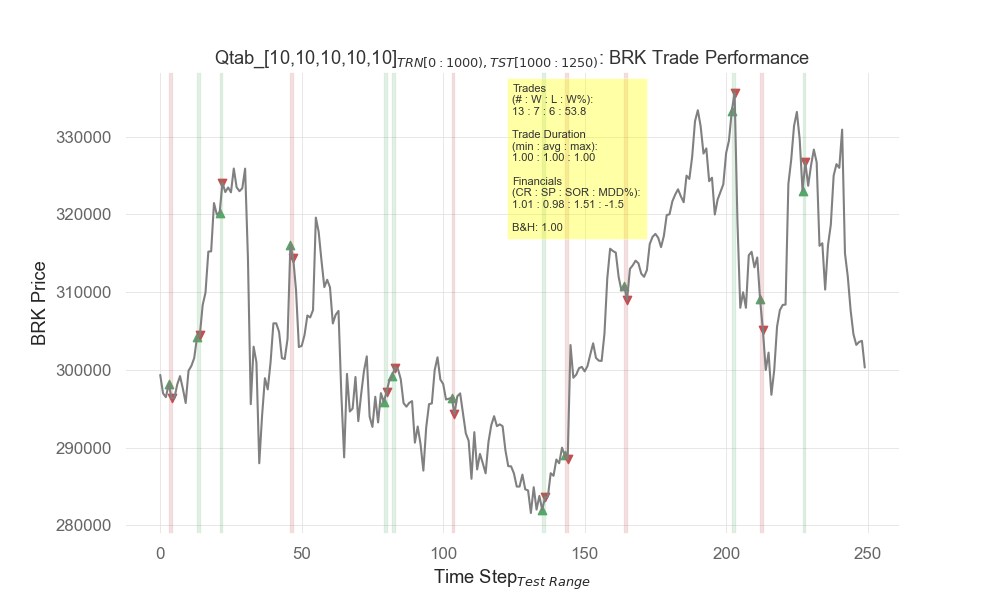 Qtab_[10,10,10,10,10]TRN[0 : 1000), TST[1000 : 1250): BRK Trade Performance
Trades
(# : W : L : W%):
13 : 7 : 6 : 53.8
Trade Duration
(min : avg : max):
1.00 : 1.00 : 1.00
Financials
(CR : SP : SOR : MDD%):
1.01 : 0.98 : 1.51 : -1.5
B&H: 1.00
BRK Price
330000
320000
310000
300000
290000
280000
0 50 100 150 200 250
Time StepTest Range